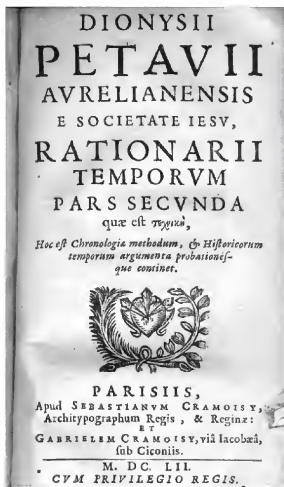 DIONYSII
PETAVII
AVRELIANENSIS
E SOCIETATE IESV,
RATIONARII
TEMPORVM
PARS SECVNDA
quæ est τεχνικὴ,
Hoc est Chronologiæ methodum, & Historicorum
temporum argumenta probationés-
que continet.
PARISIIS,
Apud SEBASTIANVM CRAMOISY,
Architypographum Regis, & Reginæ:
ET
GABRIELEM CRAMOISY, viâ Iacobæâ,
sub Ciconiis.
M. DC. LII.
CVM PRIVILEGIO REGIS.